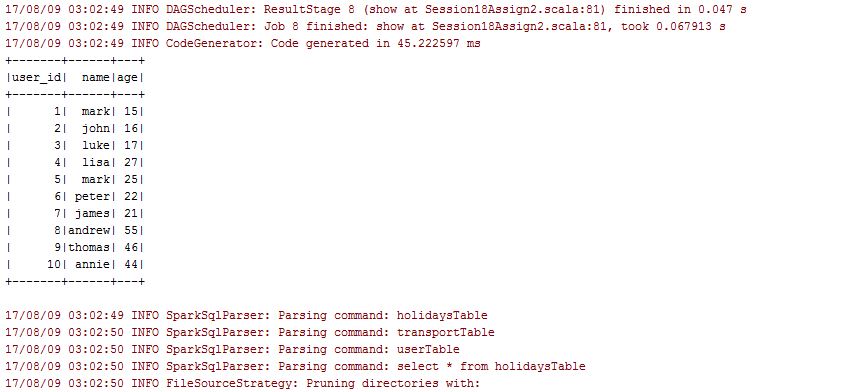 17/08/09 03:02:49 INFO DAGScheduler: ResultStage 8 (show at Session18Assign2.scala:81) finished in 0.047 s
17/08/09 03:02:49 INFO DAGScheduler: Job 8 finished: show at Session18Assign2.scala:81, took 0.067913 s
17/08/09 03:02:49 INFO CodeGenerator: Code generated in 45.222597 ms
+-------+------+---+
|user_id|  name|age|
+-------+------+---+
|      1|  mark| 15|
|      2|  john| 16|
|      3|  luke| 17|
|      4|  lisa| 27|
|      5|  mark| 25|
|      6| peter| 22|
|      7| james| 21|
|      8|andrew| 55|
|      9|thomas| 46|
|     10| annie| 44|
+-------+------+---+
17/08/09 03:02:49 INFO SparkSqlParser: Parsing command: holidaysTable
17/08/09 03:02:50 INFO SparkSqlParser: Parsing command: transportTable
17/08/09 03:02:50 INFO SparkSqlParser: Parsing command: userTable
17/08/09 03:02:50 INFO SparkSqlParser: Parsing command: select * from holidaysTable
17/08/09 03:02:50 INFO FileSourceStrategy: Pruning directories with: